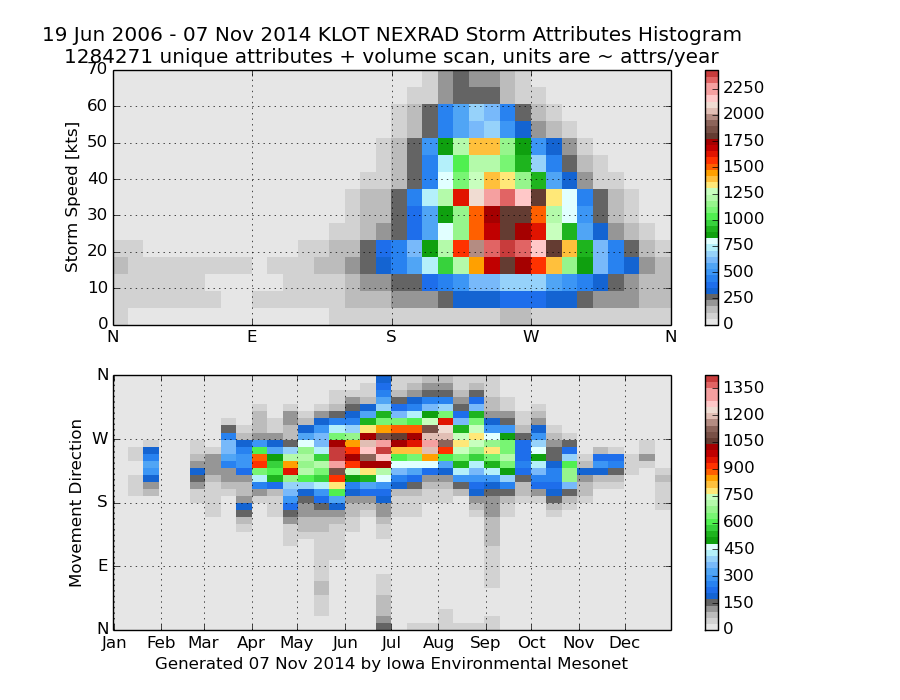 19 Jun 2006 - 07 Nov 2014 KLOT NEXRAD Storm Attributes Histogram
1284271 unique attributes + volume scan, units are ~ attrs/year
Storm Speed [kts]
70
60
50
40
30
20
10
0
N E S W N
2250
2000
1750
1500
1250
1000
750
500
250
0
Movement Direction
N
W
S
E
N
Jan Feb Mar Apr May Jun Jul Aug Sep Oct Nov Dec
1350
1200
1050
900
750
600
450
300
150
0
Generated 07 Nov 2014 by Iowa Environmental Mesonet